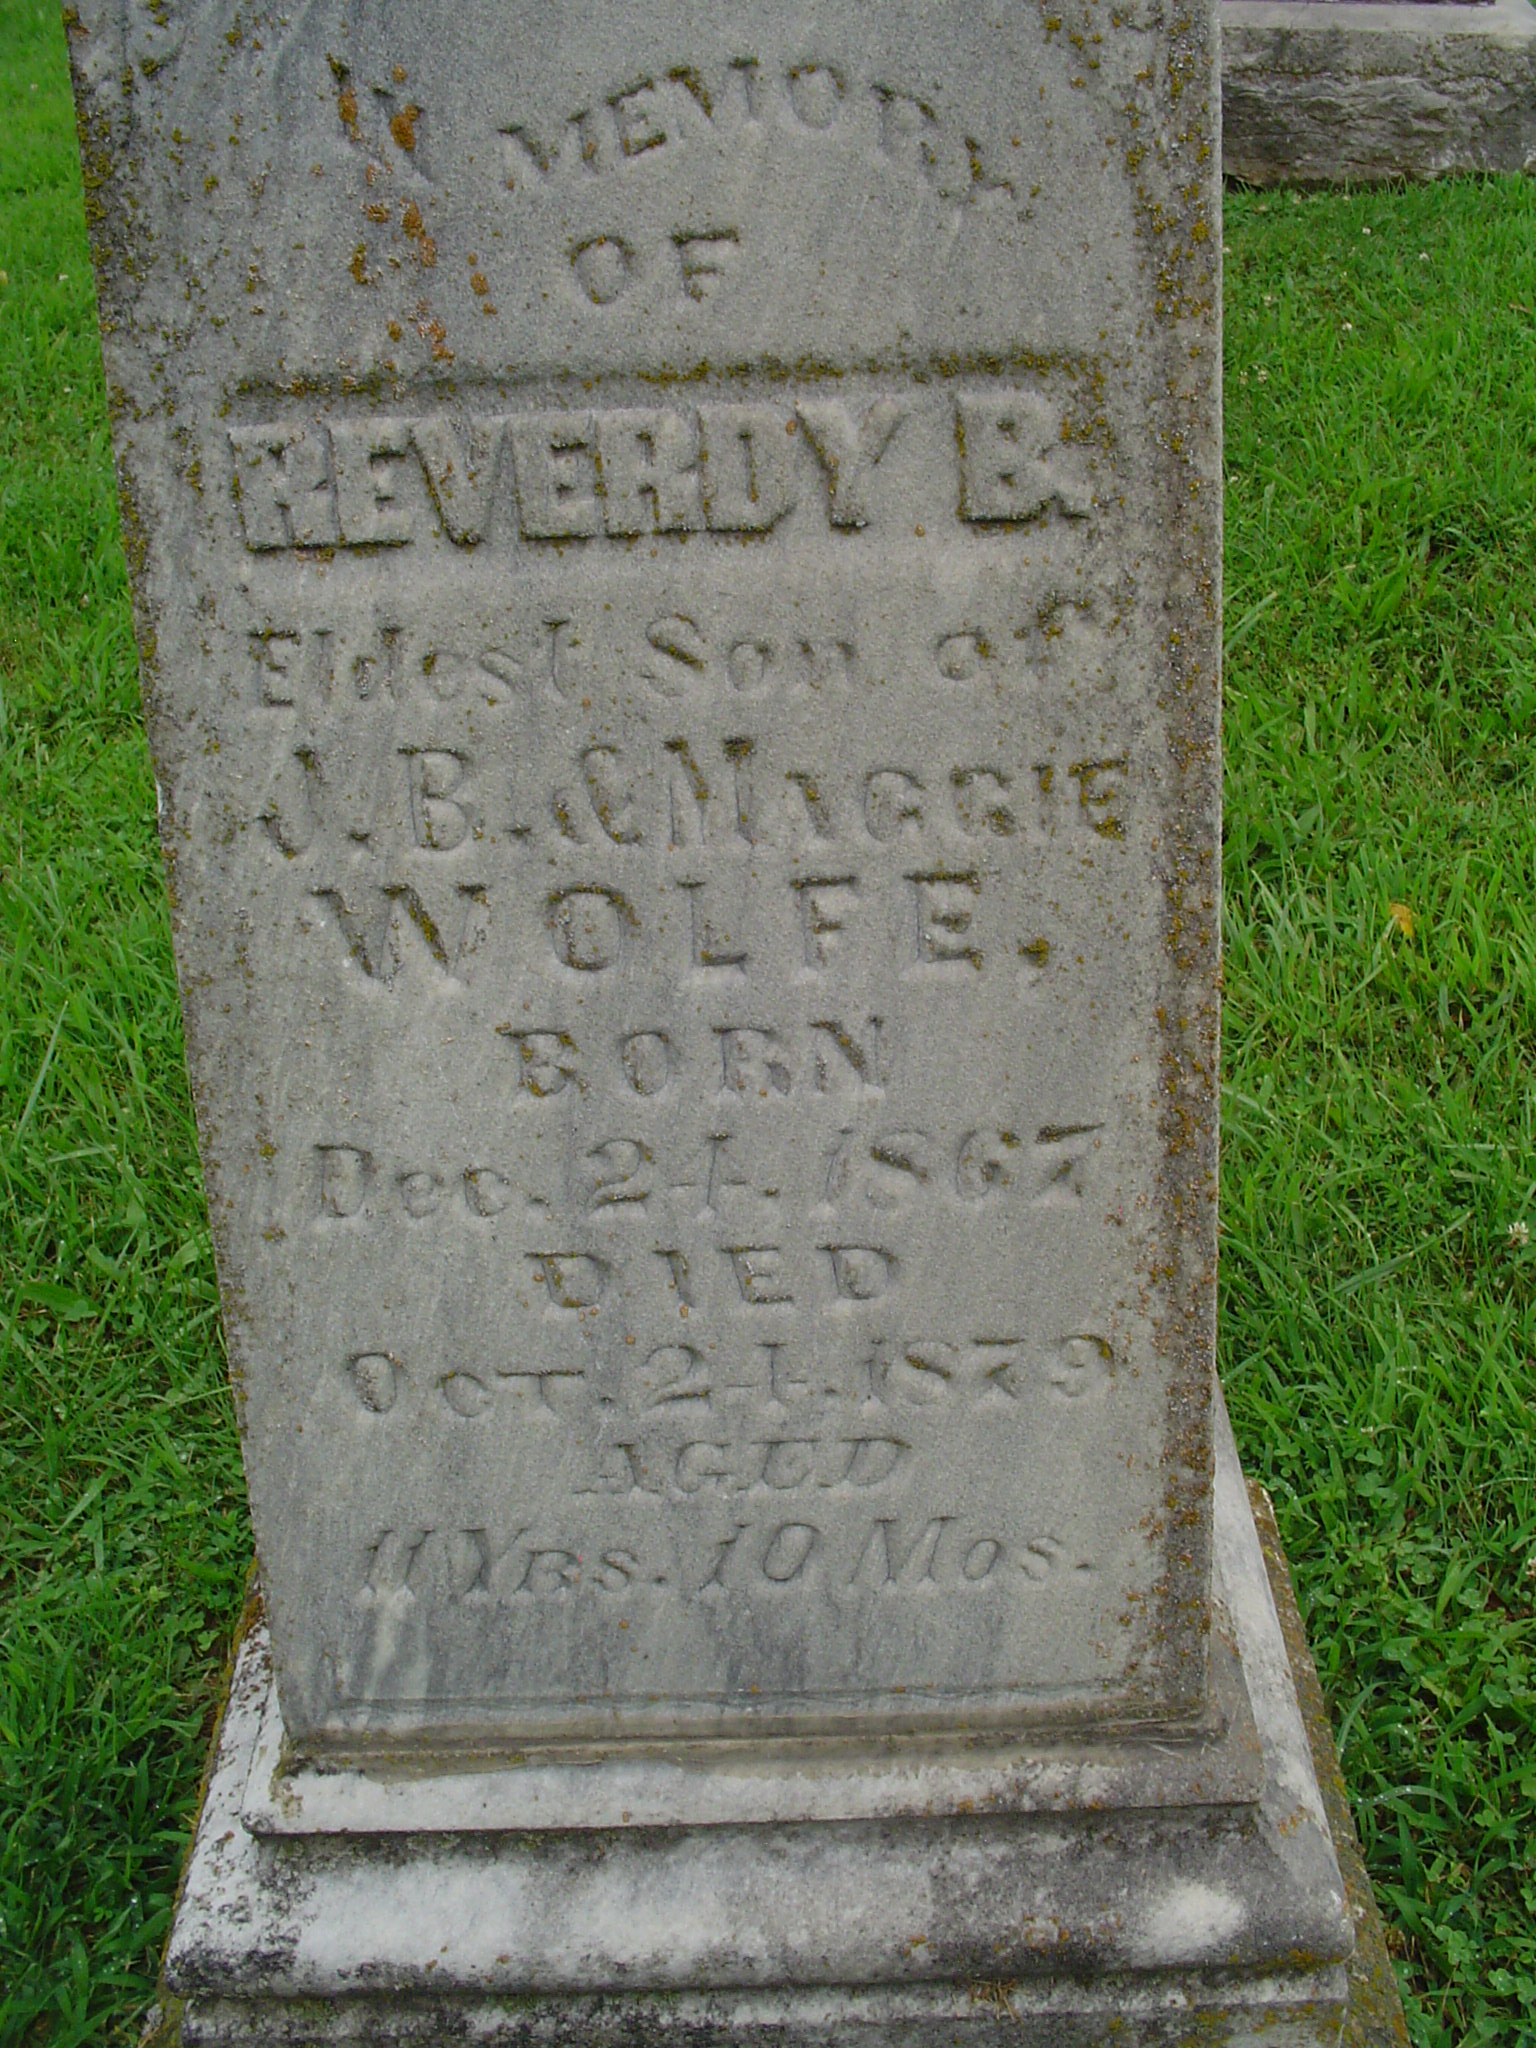 IN MEMORY
OF
REVERDY B.
Eldest Son of
J. B. & MAGGIE
WOLFE,
BORN
Dec. 24. 1867
DIED
OCT. 24. 1879
AGED
11 YRS. 10 Mos.